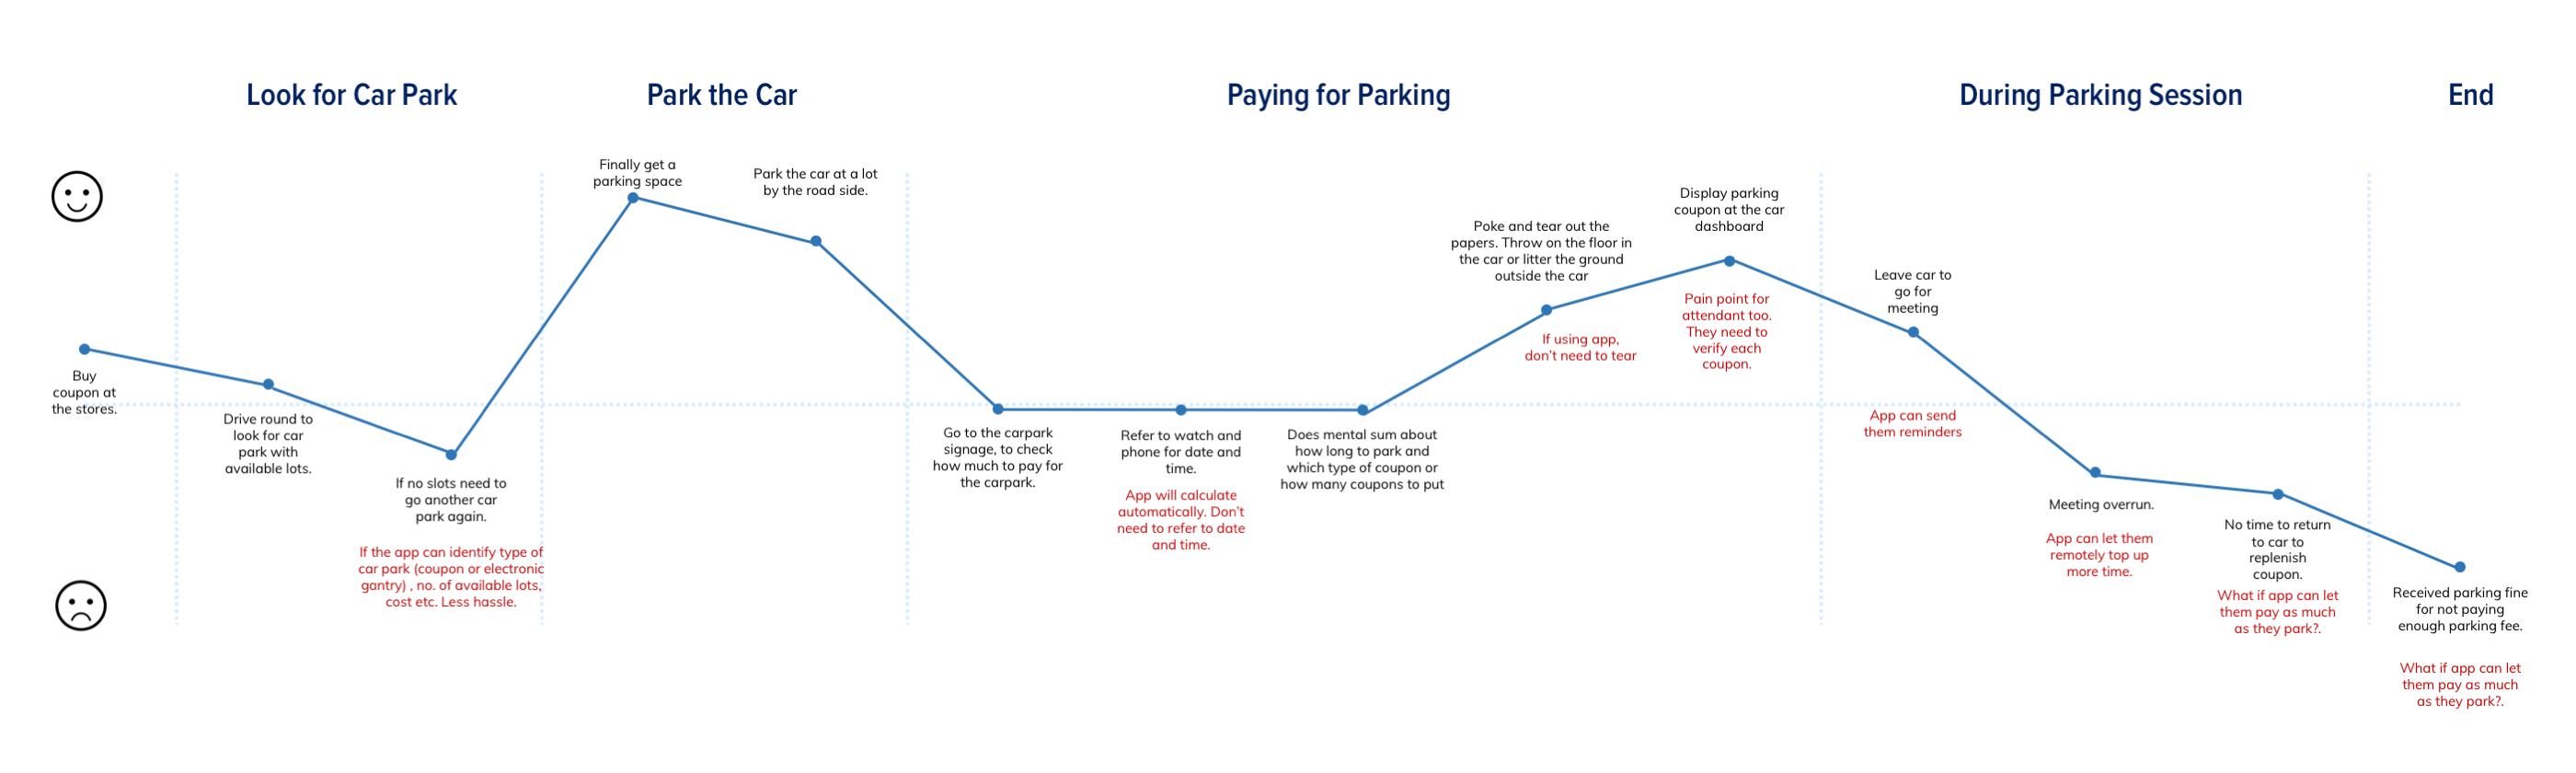 Look for Car Park
Park the Car
Paying for Parking
During Parking Session
End
Buy
coupon at
the stores.
Drive round to
look for car
park with
available lots.
If no slots need to
go another car
park again.
If the app can identify type of
car park (coupon or electronic
gantry) , no. of available lots,
cost etc. Less hassle.
Finally get a
parking space
Park the car at a lot
by the road side.
Go to the carpark
signage, to check
how much to pay for
the carpark.
Refer to watch and
phone for date and
time.
App will calculate
automatically. Don't
need to refer to date
and time.
Does mental sum about
how long to park and
which type of coupon or
how many coupons to put
Poke and tear out the
papers. Throw on the floor in
the car or litter the ground
outside the car
If using app,
don't need to tear
Display parking
coupon at the car
dashboard
Pain point for
attendant too.
They need to
verify each
coupon.
Leave car to
go for
meeting
App can send
them reminders
Meeting overrun.
App can let them
remotely top up
more time.
No time to return
to car to
replenish
coupon.
What if app can let
them pay as much
as they park?.
Received parking fine
for not paying
enough parking fee.
What if app can let
them pay as much
as they park?.